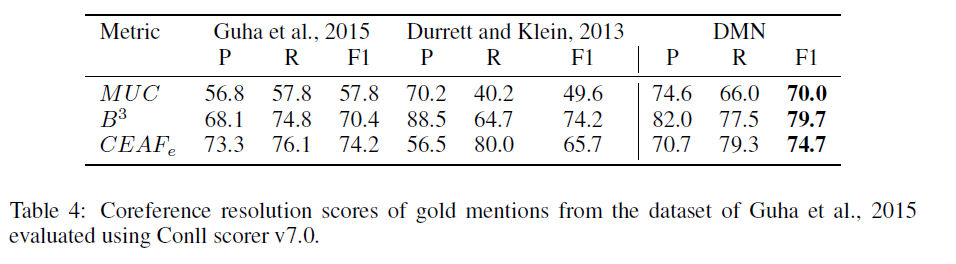 Metric Guha et al., 2015 Durrett and Klein, 2013 DMN
P R F1 P R F1 P R F1
MUC 56.8 57.8 57.8 70.2 40.2 49.6 74.6 66.0 70.0
B³ 68.1 74.8 70.4 88.5 64.7 74.2 82.0 77.5 79.7
CEAFₑ 73.3 76.1 74.2 56.5 80.0 65.7 70.7 79.3 74.7
Table 4: Coreference resolution scores of gold mentions from the dataset of Guha et al., 2015
evaluated using Conll scorer v7.0.